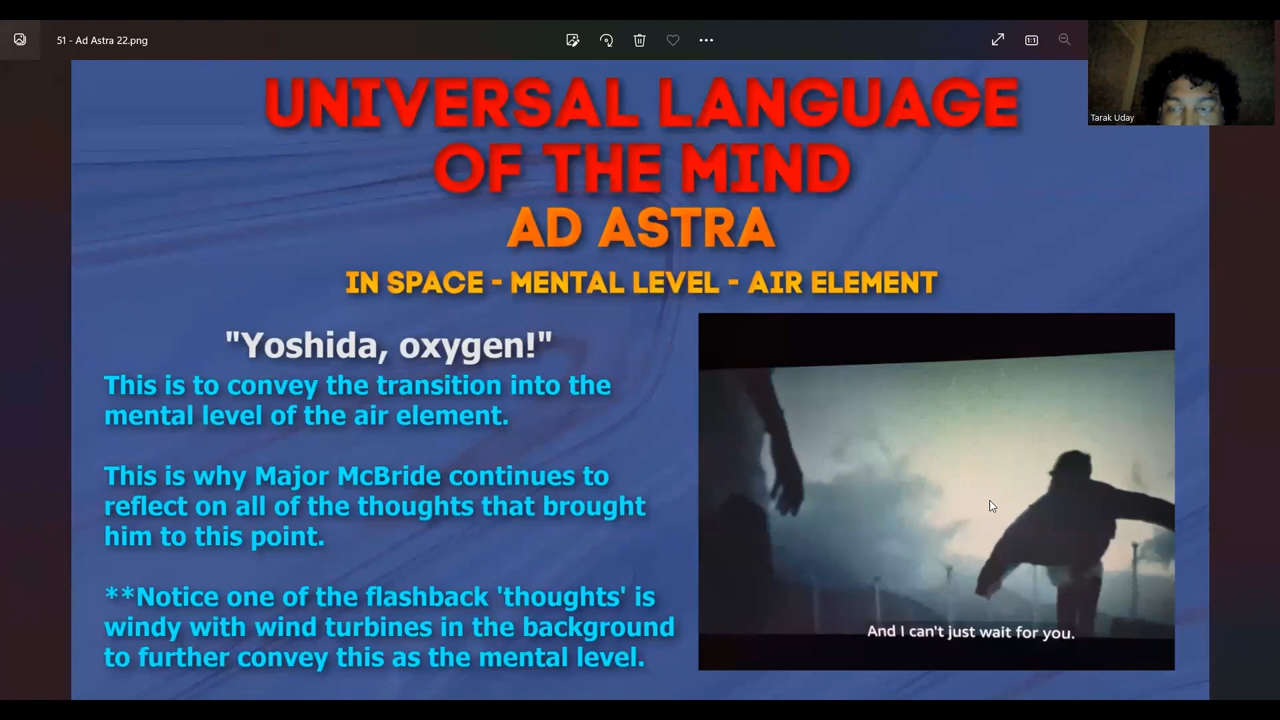 51 - Ad Astra 22.png
Tarak Uday
UNIVERSAL LANGUAGE
OF THE MIND
AD ASTRA
IN SPACE - MENTAL LEVEL - AIR ELEMENT
"Yoshida, oxygen!"
This is to convey the transition into the
mental level of the air element.
This is why Major McBride continues to
reflect on all of the thoughts that brought
him to this point.
**Notice one of the flashback 'thoughts' is
windy with wind turbines in the background
to further convey this as the mental level.
And I can't just wait for you.